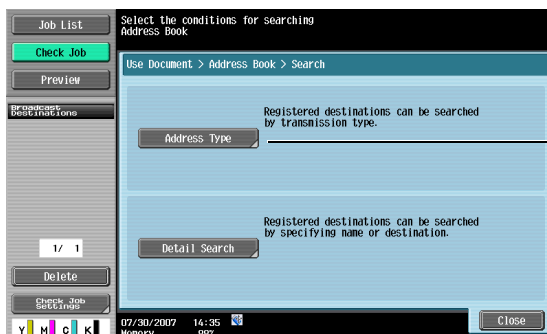 Job List
Check Job
Preview
Broadcast
Destinations
1/ 1
Delete
Check Job
Settings
Y M C K
Select the conditions for searching
Address Book
Use Document > Address Book > Search
Registered destinations can be searched
by transmission type.
Address Type
Registered destinations can be searched
by specifying name or destination.
Detail Search
07/30/2007 14:35
Memory 99%
Close